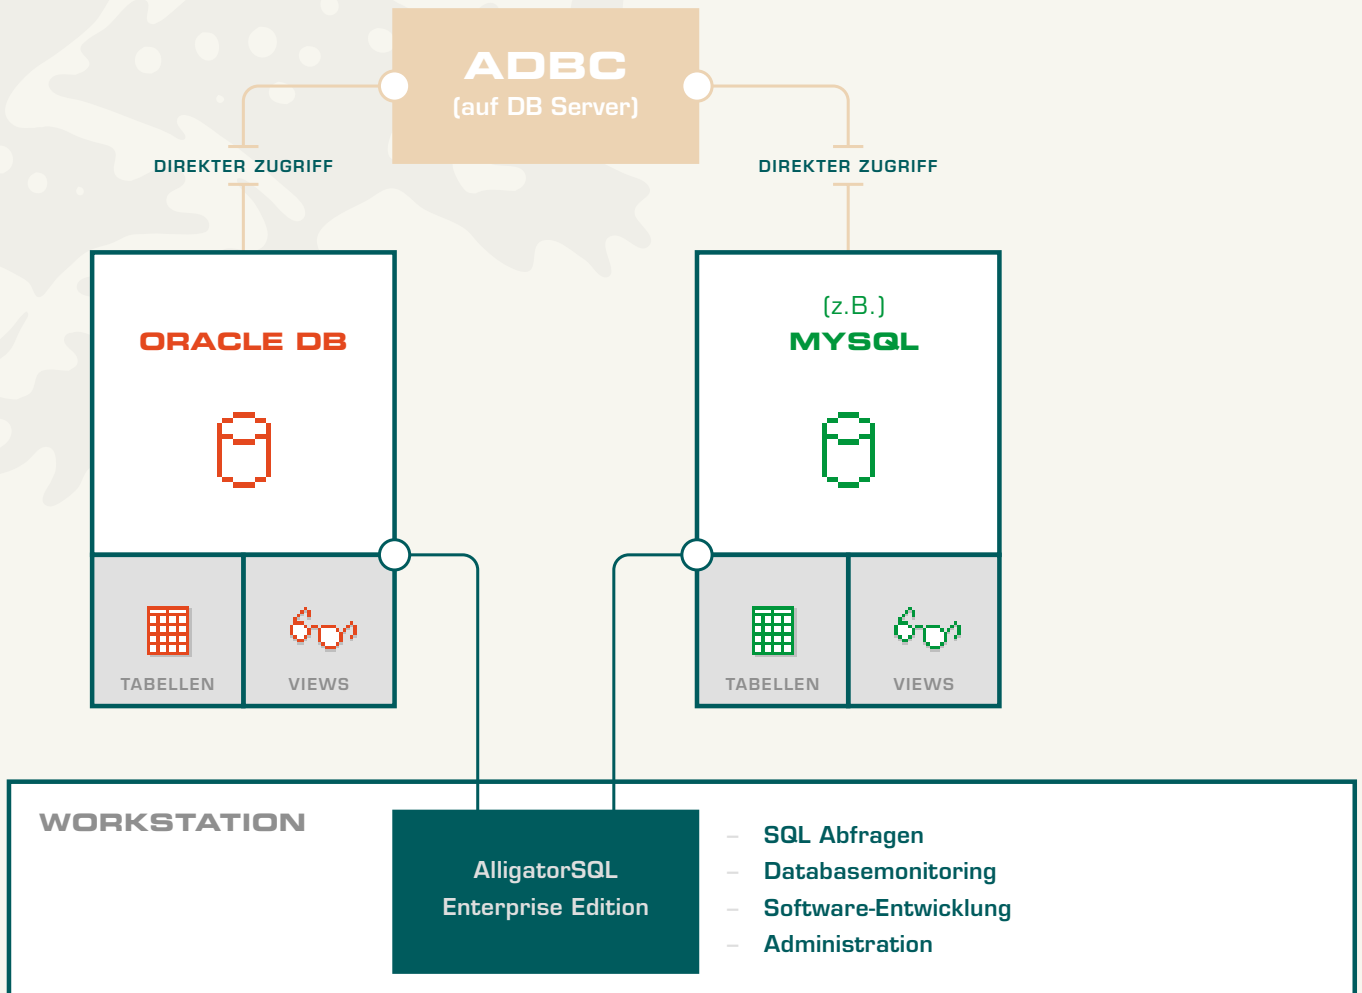 ADBC
(auf DB Server)
DIREKTER ZUGRIFF
DIREKTER ZUGRIFF
ORACLE DB
(z.B.)
MYSQL
TABELLEN
VIEWS
TABELLEN
VIEWS
WORKSTATION
AlligatorSQL
Enterprise Edition
– SQL Abfragen
– Databasemonitoring
– Software-Entwicklung
– Administration